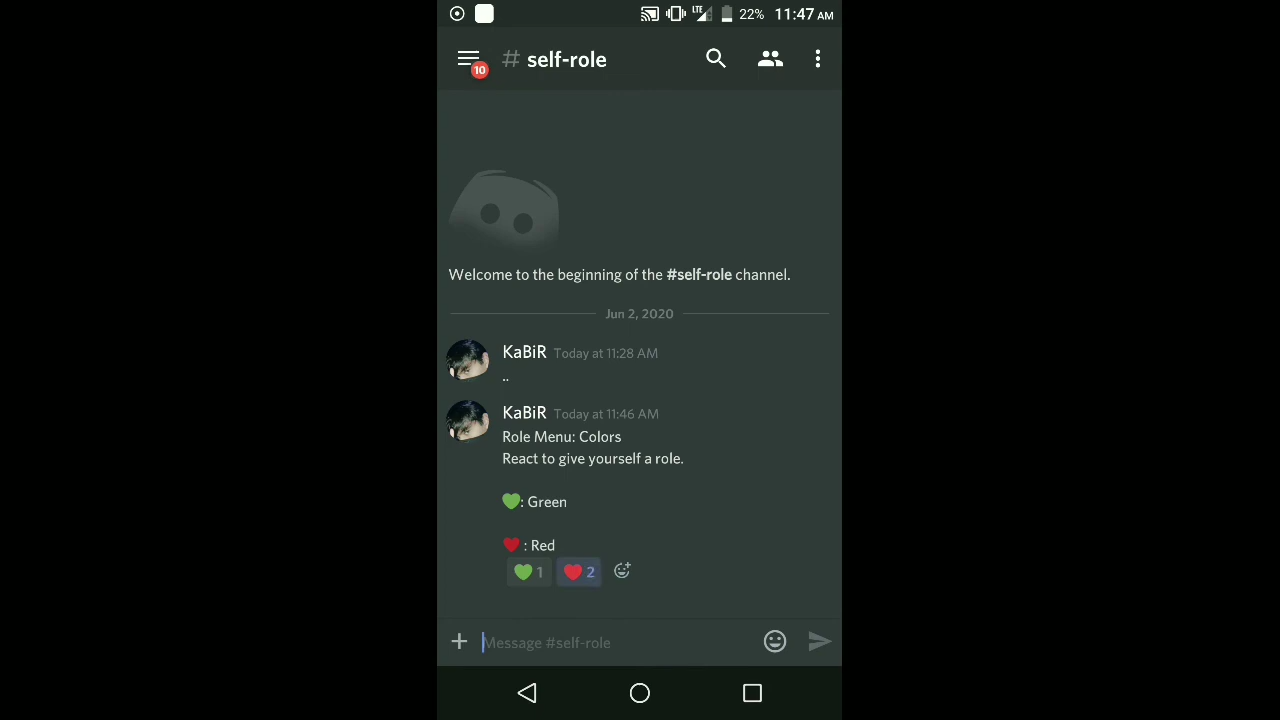 LTE 22% 11:47 AM
10 # self-role
Welcome to the beginning of the #self-role channel.
Jun 2, 2020
KaBiR Today at 11:28 AM
..
KaBiR Today at 11:46 AM
Role Menu: Colors
React to give yourself a role.
💚: Green
❤️ : Red
💚 1 ❤️ 2
Message #self-role